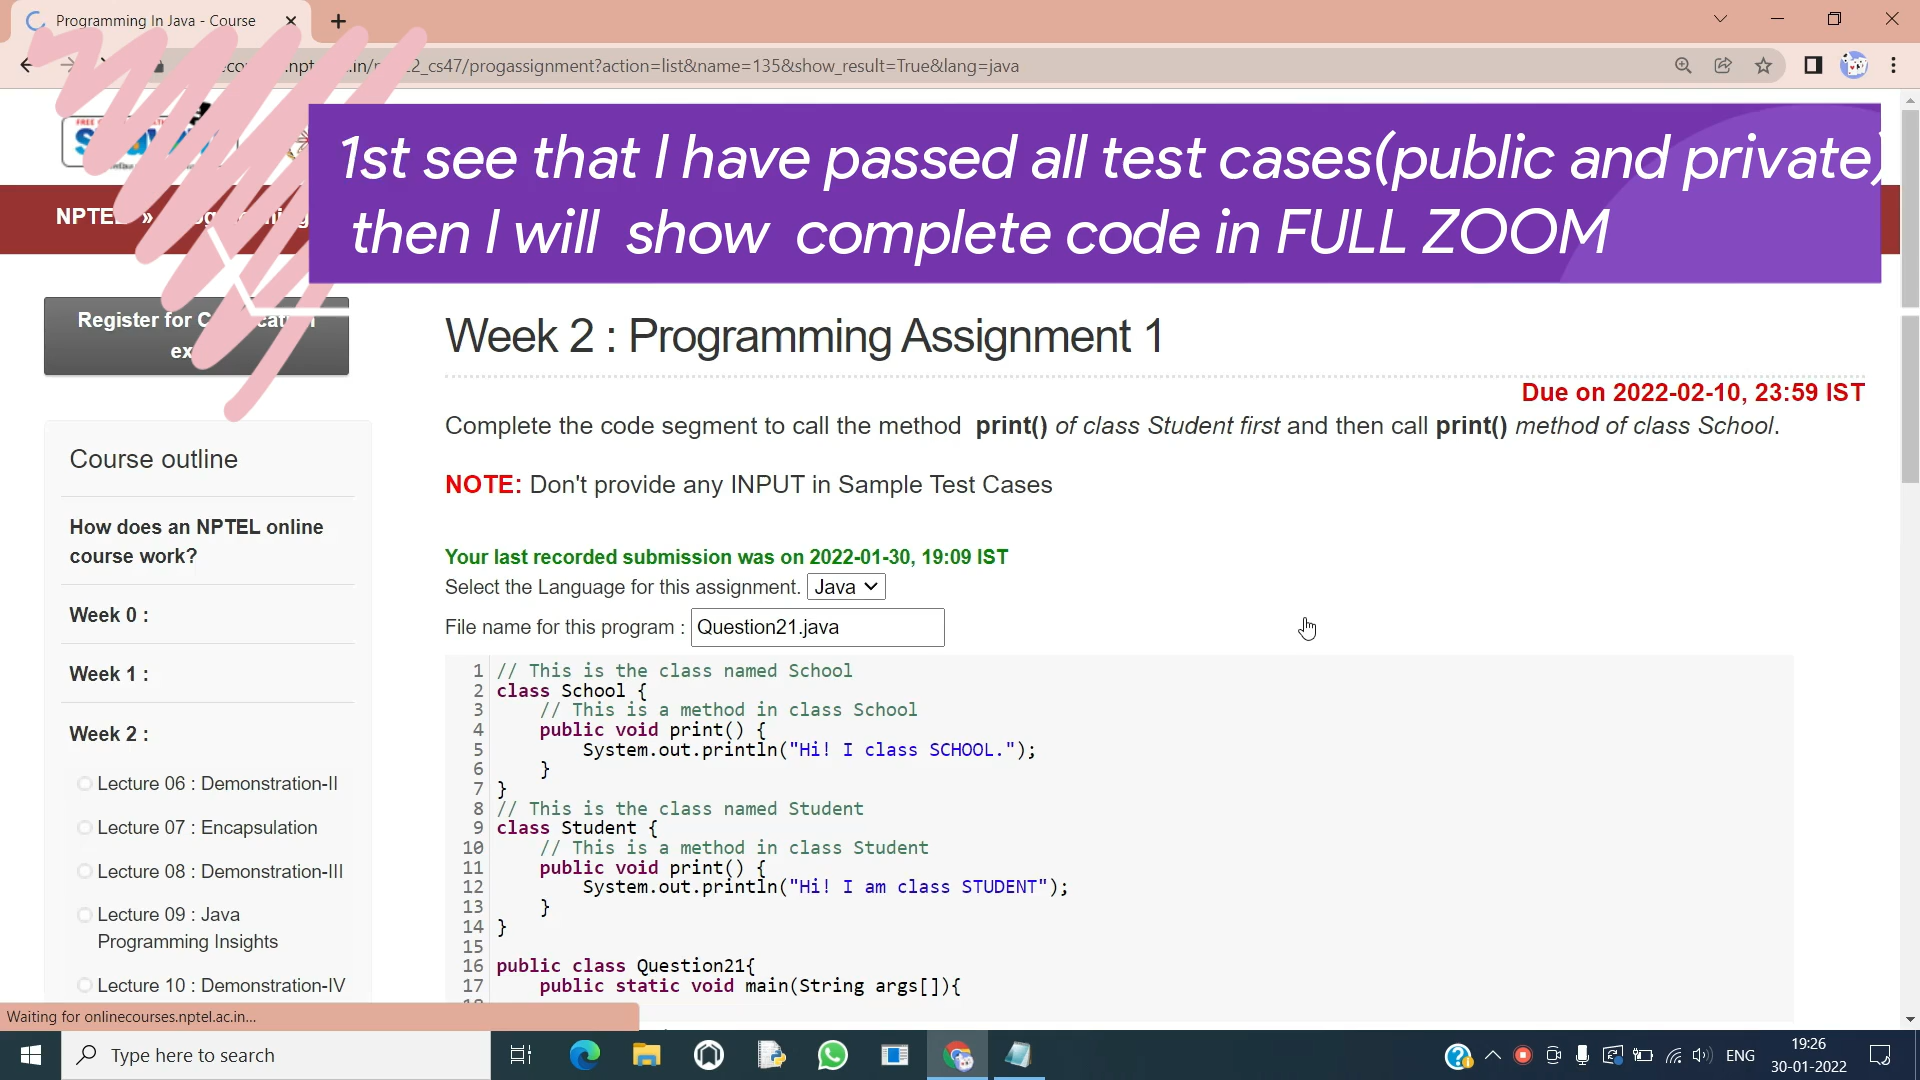 Programming In Java - Course
2_cs47/progassignment?action=list&name=135&show_result=True&lang=java
1st see that I have passed all test cases(public and private)
then I will show complete code in FULL ZOOM
NPTEL »
Register for
Week 2 : Programming Assignment 1
Due on 2022-02-10, 23:59 IST
Complete the code segment to call the method print() of class Student first and then call print() method of class School.
NOTE: Don't provide any INPUT in Sample Test Cases
Your last recorded submission was on 2022-01-30, 19:09 IST
Select the Language for this assignment. Java
File name for this program : Question21.java
1 // This is the class named School
2 class School {
3 // This is a method in class School
4 public void print() {
5 System.out.println("Hi! I class SCHOOL.");
6 }
7 }
8 // This is the class named Student
9 class Student {
10 // This is a method in class Student
11 public void print() {
12 System.out.println("Hi! I am class STUDENT");
13 }
14 }
15
16 public class Question21{
17 public static void main(String args[]){
Course outline
How does an NPTEL online
course work?
Week 0 :
Week 1 :
Week 2 :
Lecture 06 : Demonstration-II
Lecture 07 : Encapsulation
Lecture 08 : Demonstration-III
Lecture 09 : Java
Programming Insights
Lecture 10 : Demonstration-IV
Waiting for onlinecourses.nptel.ac.in...
Type here to search
ENG
19:26
30-01-2022